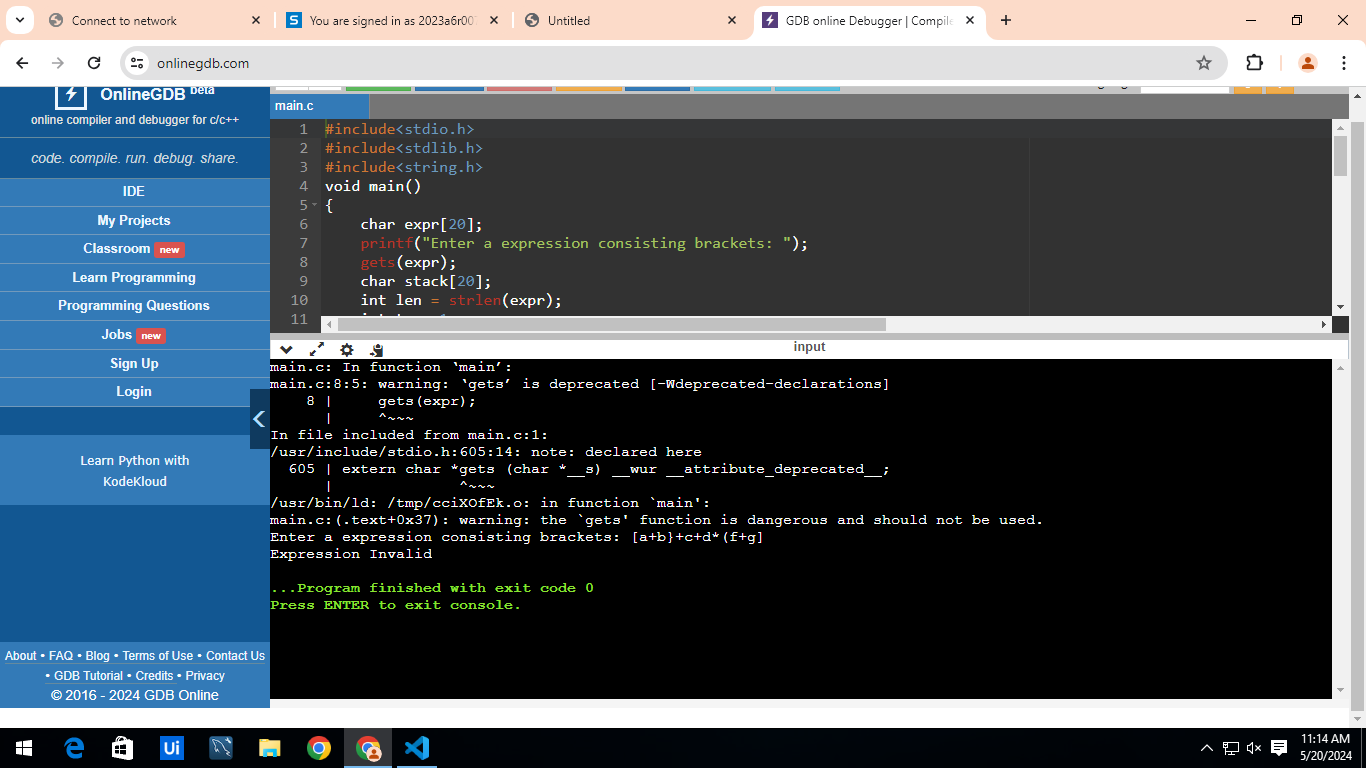 Connect to network
You are signed in as 2023a6r00
Untitled
GDB online Debugger | Compile
onlinegdb.com
OnlineGDB beta
online compiler and debugger for c/c++
code. compile. run. debug. share.
IDE
My Projects
Classroom new
Learn Programming
Programming Questions
Jobs new
Sign Up
Login
Learn Python with
KodeKloud
About • FAQ • Blog • Terms of Use • Contact Us
• GDB Tutorial • Credits • Privacy
© 2016 - 2024 GDB Online
main.c
1 #include<stdio.h>
2 #include<stdlib.h>
3 #include<string.h>
4 void main()
5 {
6 char expr[20];
7 printf("Enter a expression consisting brackets: ");
8 gets(expr);
9 char stack[20];
10 int len = strlen(expr);
11
input
main.c: In function ‘main’:
main.c:8:5: warning: ‘gets’ is deprecated [-Wdeprecated-declarations]
8 | gets(expr);
| ^~~~
In file included from main.c:1:
/usr/include/stdio.h:605:14: note: declared here
605 | extern char *gets (char *__s) __wur __attribute_deprecated__;
| ^~~~
/usr/bin/ld: /tmp/cciXOfEk.o: in function `main':
main.c:(.text+0x37): warning: the `gets' function is dangerous and should not be used.
Enter a expression consisting brackets: [a+b}+c+d*(f+g]
Expression Invalid
...Program finished with exit code 0
Press ENTER to exit console.
Ui
11:14 AM
5/20/2024